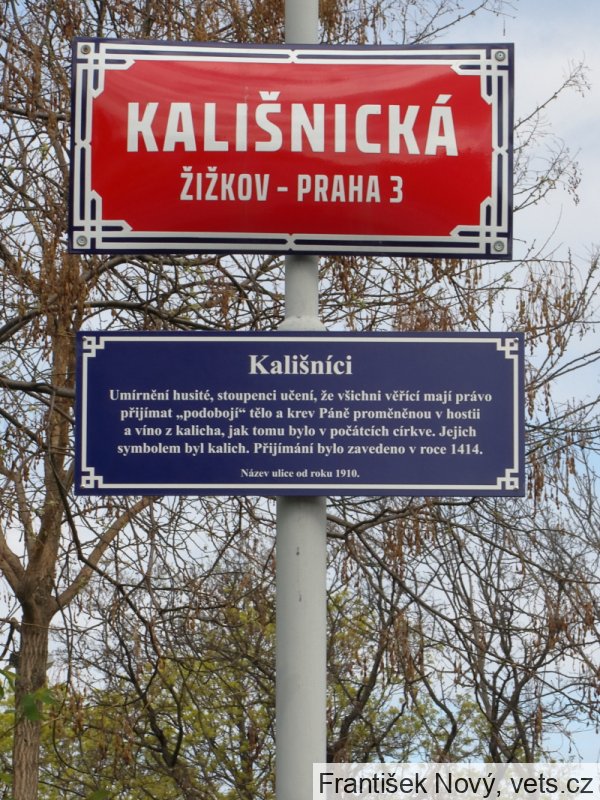 KALIŠNICKÁ
ŽIŽKOV - PRAHA 3
Kališníci
Umírnění husité, stoupenci učení, že všichni věřící mají právo
přijímat „podobojí“ tělo a krev Páně proměněnou v hostii
a víno z kalicha, jak tomu bylo v počátcích církve. Jejich
symbolem byl kalich. Přijímání bylo zavedeno v roce 1414.
Název ulice od roku 1910.
František Nový, vets.cz